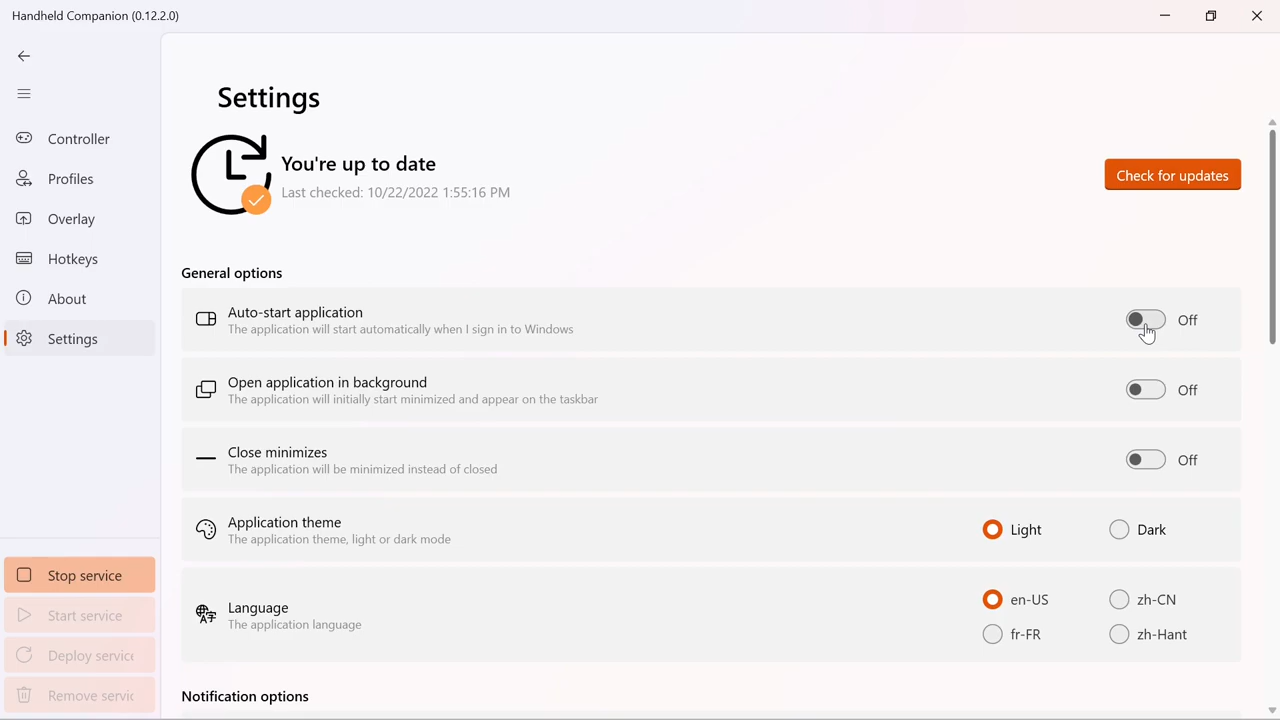 Handheld Companion (0.12.2.0)
Controller
Profiles
Overlay
Hotkeys
About
Settings
Stop service
Start service
Deploy servic
Remove servic
Settings
You're up to date
Last checked: 10/22/2022 1:55:16 PM
Check for updates
General options
Auto-start application
The application will start automatically when I sign in to Windows
Off
Open application in background
The application will initially start minimized and appear on the taskbar
Off
Close minimizes
The application will be minimized instead of closed
Off
Application theme
The application theme, light or dark mode
Light Dark
Language
The application language
en-US zh-CN
fr-FR zh-Hant
Notification options